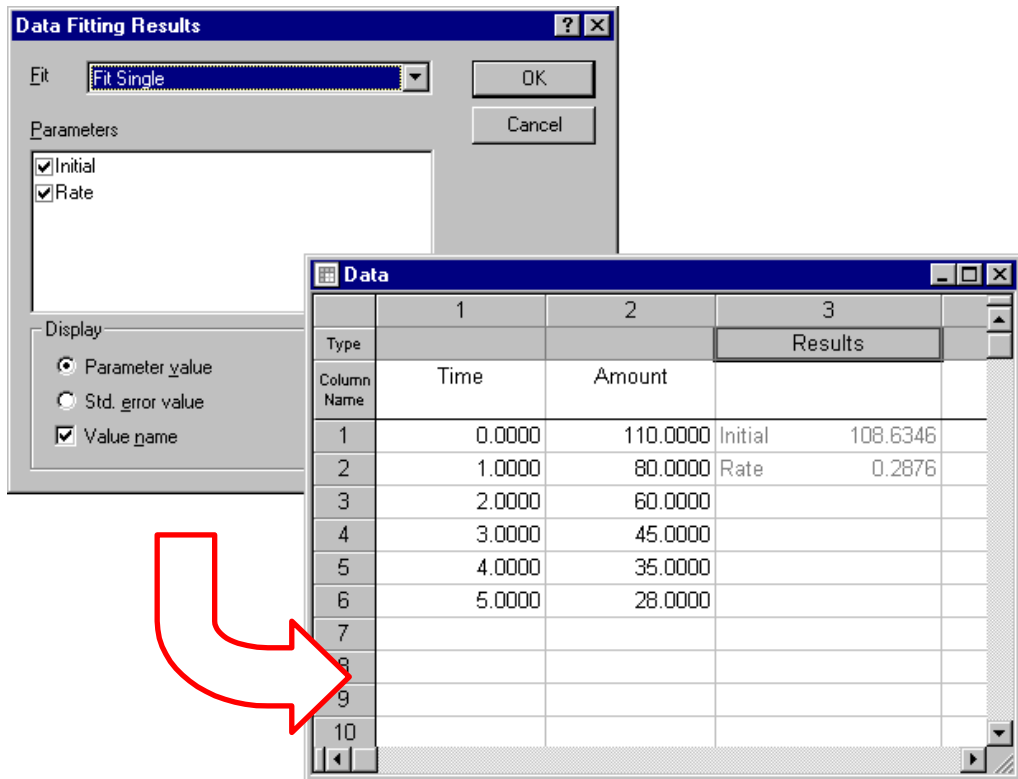 Data Fitting Results
Fit Fit Single OK
Cancel
Parameters
Initial
Rate
Display
Parameter value
Std. error value
Value name
Data
1 2 3
Type Results
Column Name Time Amount
1 0.0000 110.0000 Initial 108.6346
2 1.0000 80.0000 Rate 0.2876
3 2.0000 60.0000
4 3.0000 45.0000
5 4.0000 35.0000
6 5.0000 28.0000
7
8
9
10